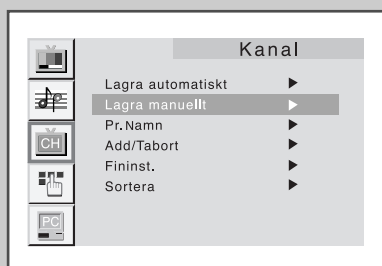 Kanal
Lagra automatiskt
Lagra manuellt
Pr.Namn
CH
Add/Tabort
Fininst.
Sortera
PC